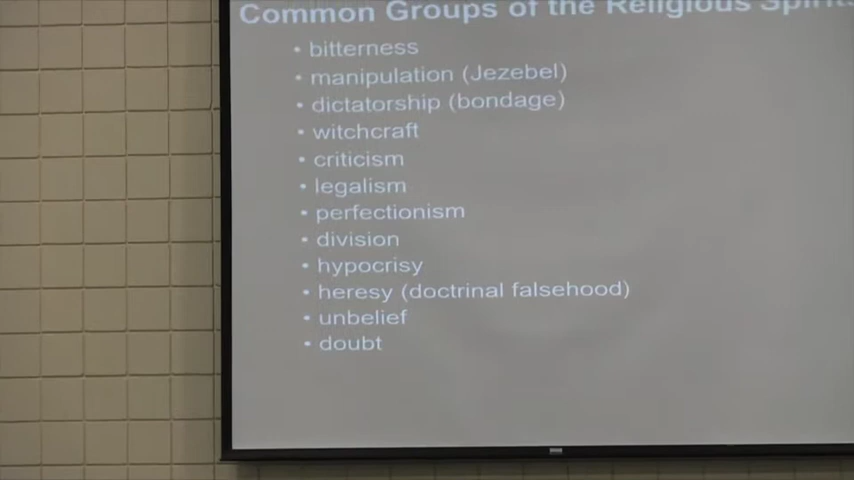 Common Groups of the Religious Spirits
• bitterness
• manipulation (Jezebel)
• dictatorship (bondage)
• witchcraft
• criticism
• legalism
• perfectionism
• division
• hypocrisy
• heresy (doctrinal falsehood)
• unbelief
• doubt